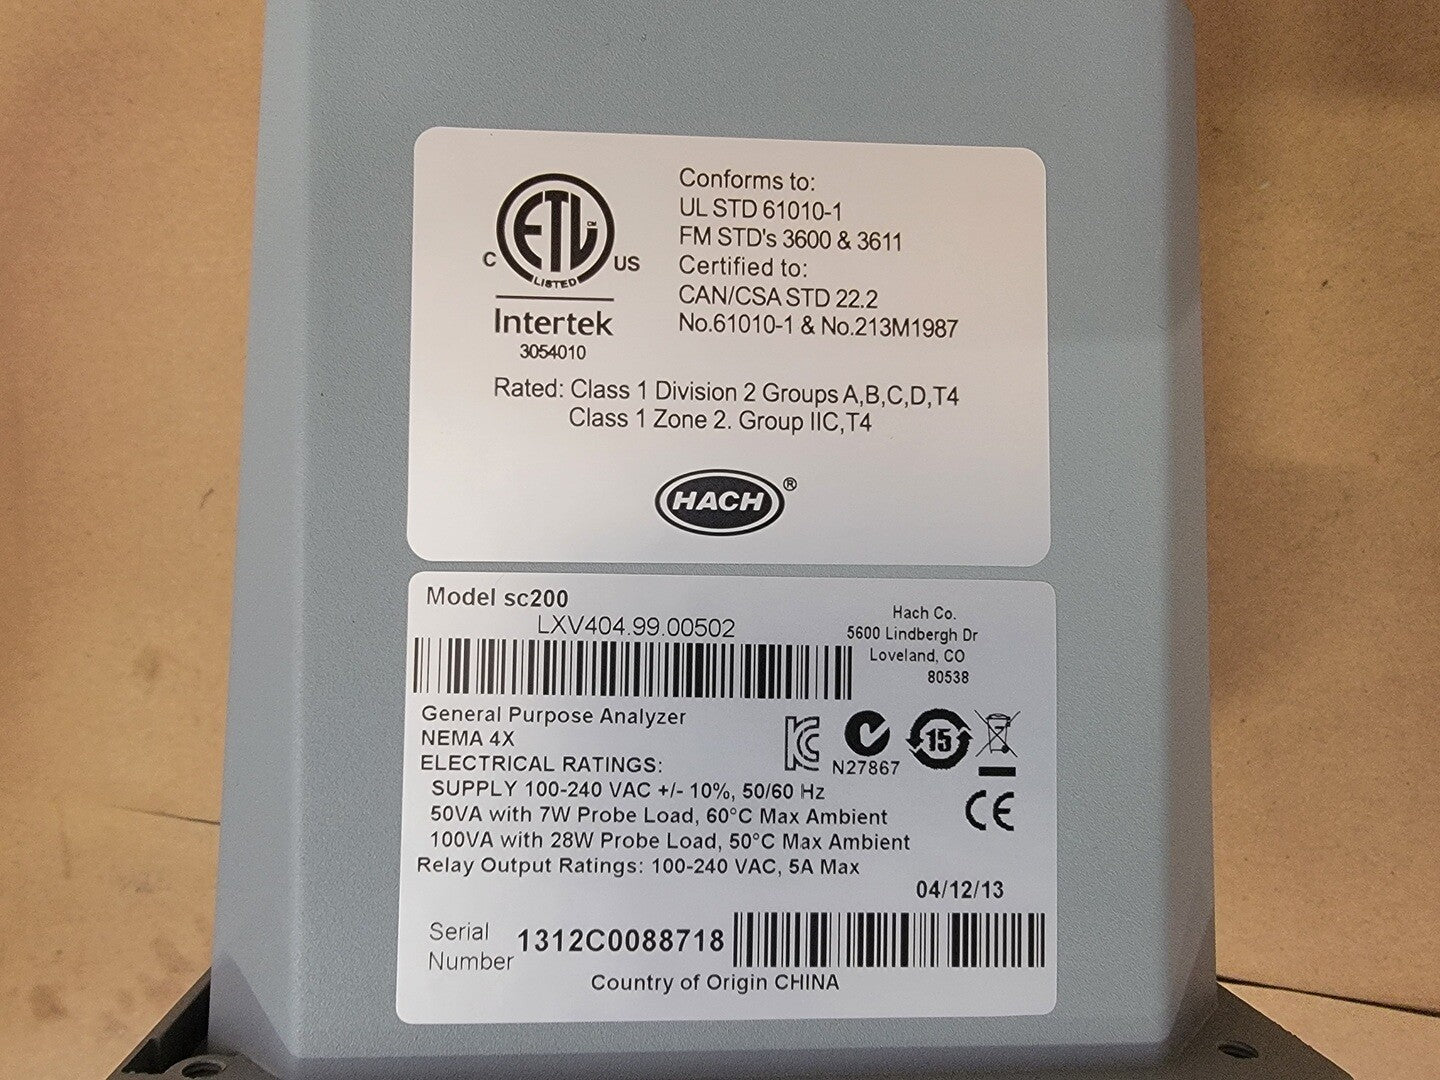 ETL CM
LISTED
C US
Intertek
3054010
Conforms to:
UL STD 61010-1
FM STD's 3600 & 3611
Certified to:
CAN/CSA STD 22.2
No.61010-1 & No.213M1987
Rated: Class 1 Division 2 Groups A,B,C,D,T4
Class 1 Zone 2. Group IIC,T4
HACH®
Model sc200
LXV404.99.00502
Hach Co.
5600 Lindbergh Dr
Loveland, CO
80538
General Purpose Analyzer
NEMA 4X
ELECTRICAL RATINGS:
SUPPLY 100-240 VAC +/- 10%, 50/60 Hz
50VA with 7W Probe Load, 60°C Max Ambient
100VA with 28W Probe Load, 50°C Max Ambient
Relay Output Ratings: 100-240 VAC, 5A Max
KC
N27867
15
CE
04/12/13
Serial
Number
1312C0088718
Country of Origin CHINA